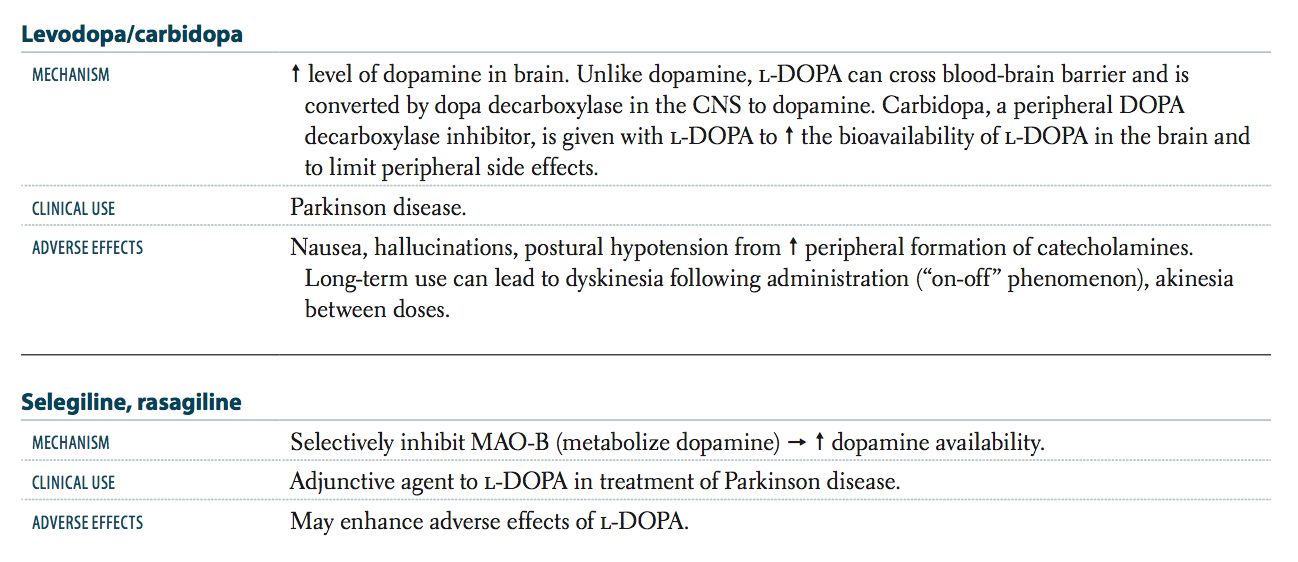 Levodopa/carbidopa
MECHANISM ↑ level of dopamine in brain. Unlike dopamine, L-DOPA can cross blood-brain barrier and is
converted by dopa decarboxylase in the CNS to dopamine. Carbidopa, a peripheral DOPA
decarboxylase inhibitor, is given with L-DOPA to ↑ the bioavailability of L-DOPA in the brain and
to limit peripheral side effects.
CLINICAL USE Parkinson disease.
ADVERSE EFFECTS Nausea, hallucinations, postural hypotension from ↑ peripheral formation of catecholamines.
Long-term use can lead to dyskinesia following administration (“on-off” phenomenon), akinesia
between doses.
Selegiline, rasagiline
MECHANISM Selectively inhibit MAO-B (metabolize dopamine) → ↑ dopamine availability.
CLINICAL USE Adjunctive agent to L-DOPA in treatment of Parkinson disease.
ADVERSE EFFECTS May enhance adverse effects of L-DOPA.